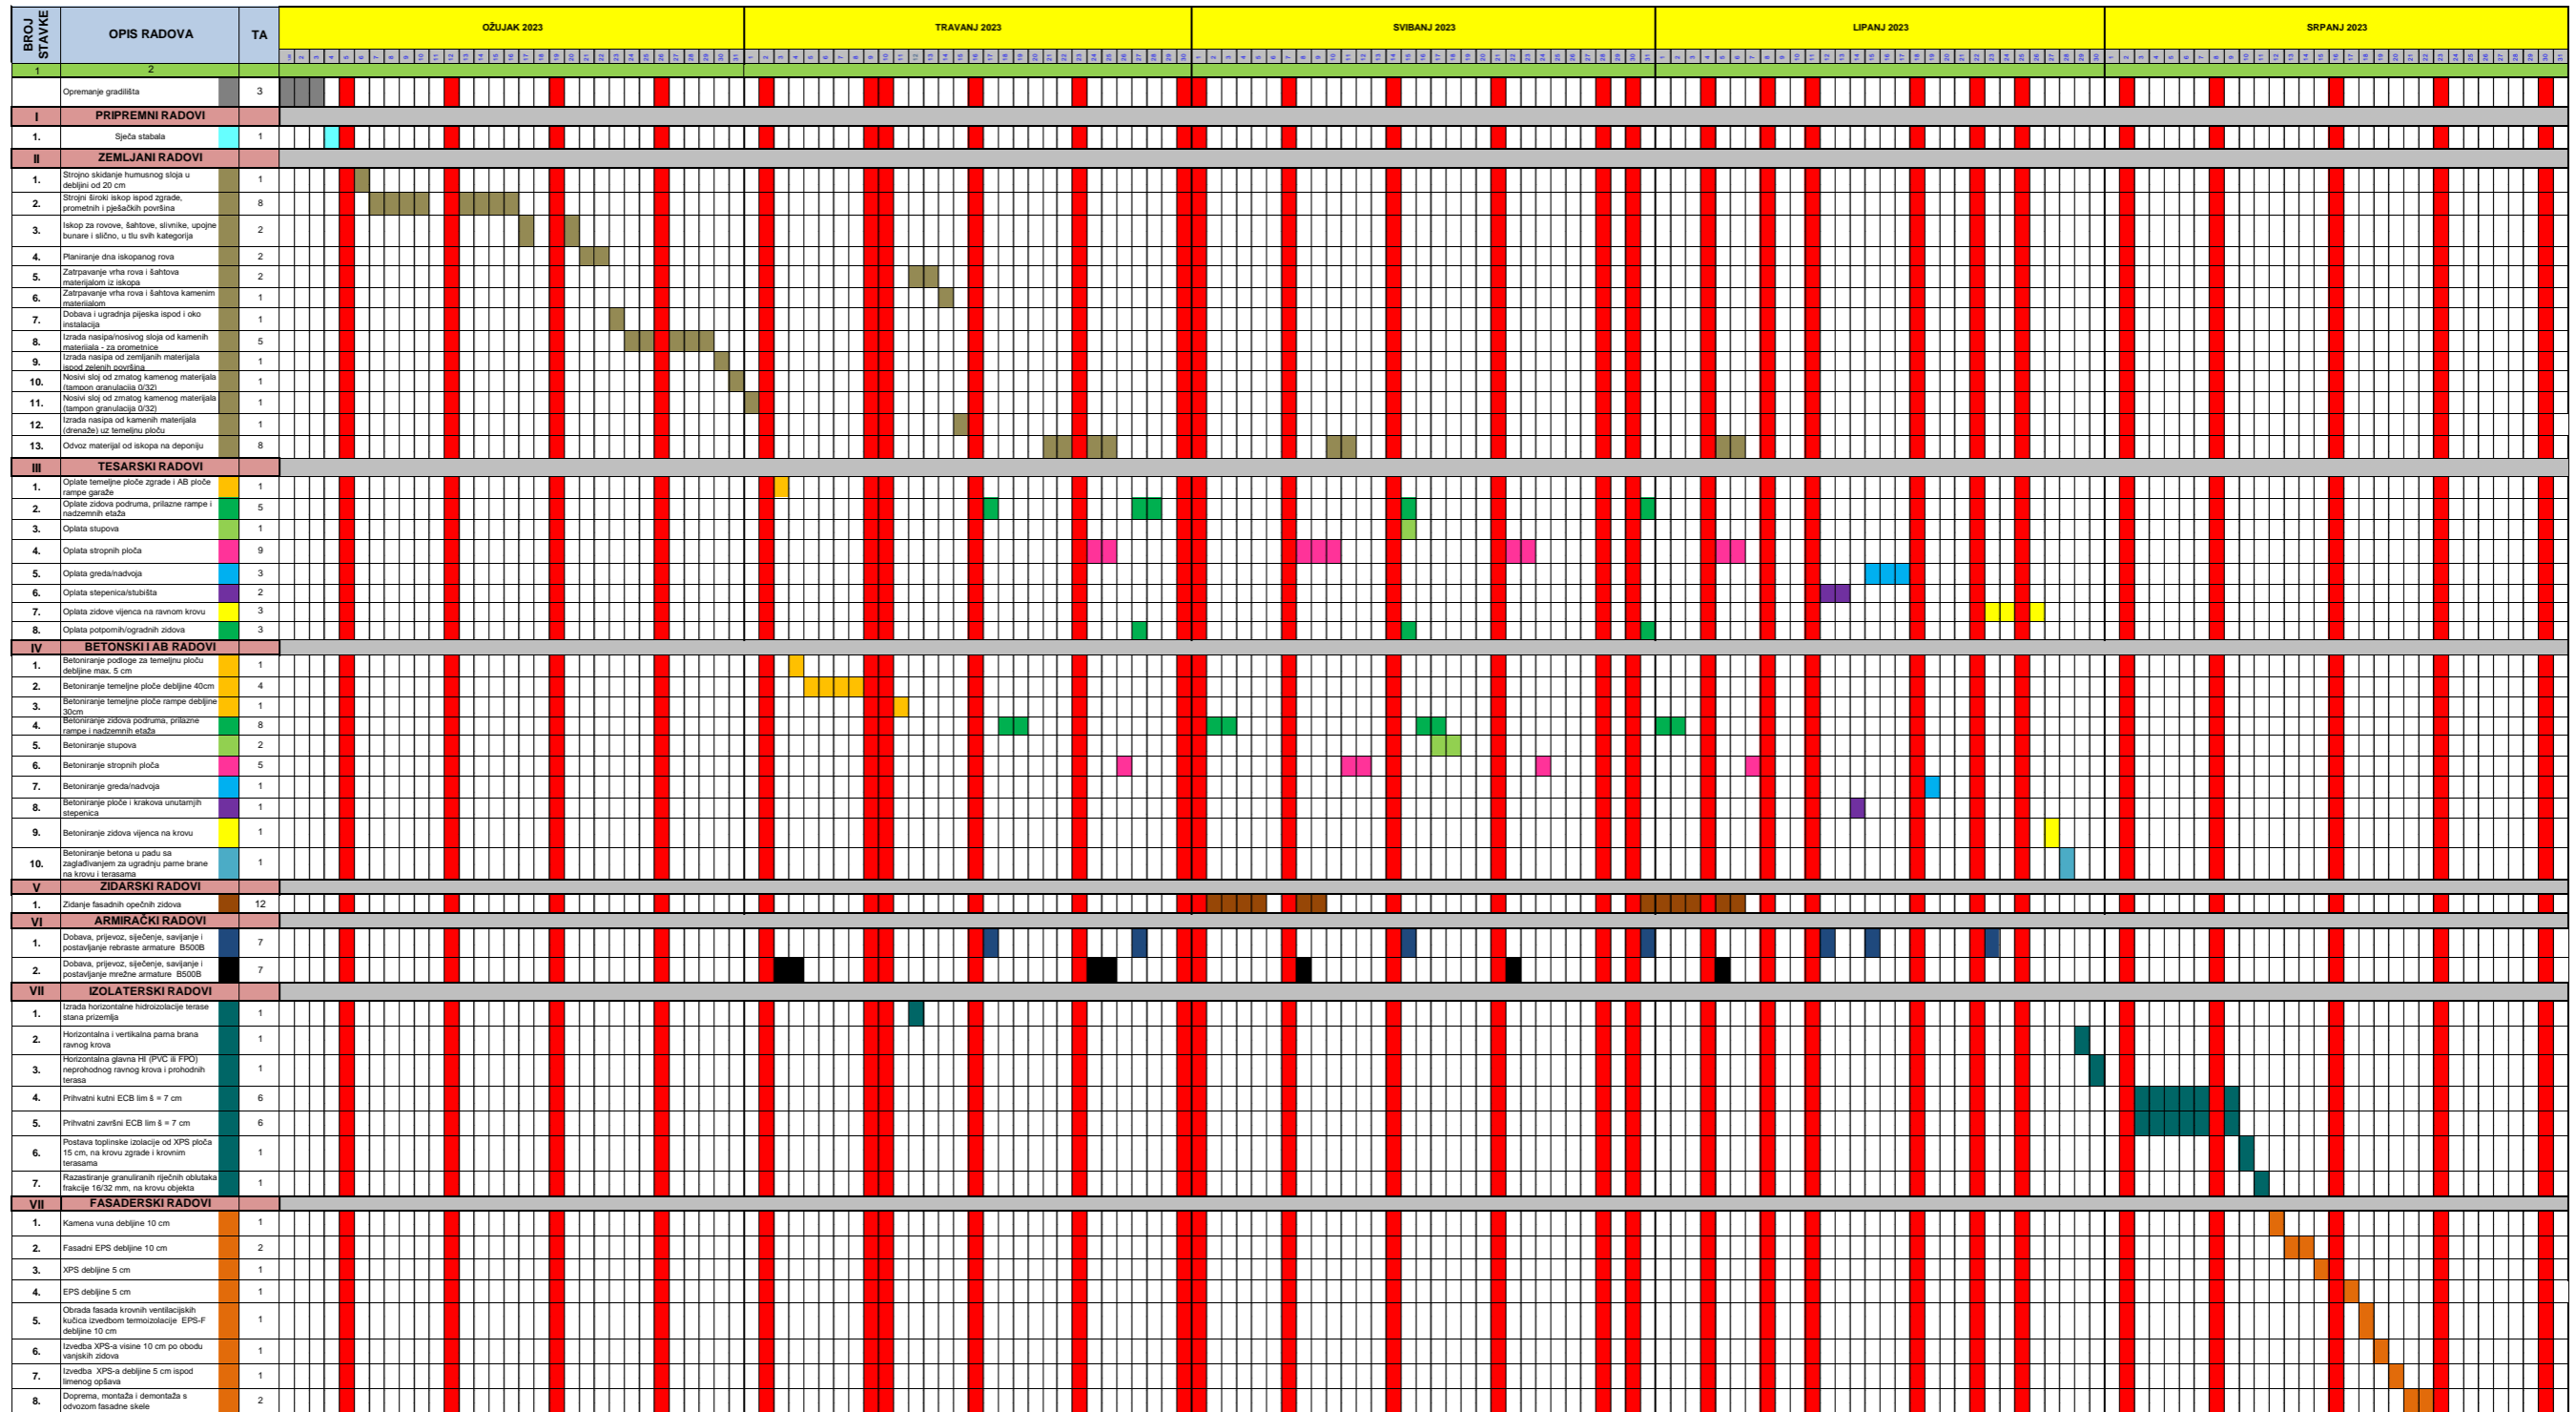 BROJ STAVKE
OPIS RADOVA
TA
OŽUJAK 2023
TRAVANJ 2023
SVIBANJ 2023
LIPANJ 2023
SRPANJ 2023
1 2
Opremanje gradilišta 3
I PRIPREMNI RADOVI
1. Sječa stabala 1
II ZEMLJANI RADOVI
1. Strojno skidanje humusnog sloja u
debljini od 20 cm 1
2. Strojni široki iskop ispod zgrade,
prometnih i pješačkih površina 8
3. Iskop za rovove, šahtove, slivnike, upojne
bunare i slično, u tlu svih kategorija 2
4. Planiranje dna iskopanog rova 2
5. Zatrpavanje vrha rova i šahtova
materijalom iz iskopa 2
6. Zatrpavanje vrha rova i šahtova kamenim
materijalom 1
7. Dobava i ugradnja pijeska ispod i oko
instalacija 1
8. Izrada nasipa/nosivog sloja od kamenih
materijala - za prometnice 5
9. Izrada nasipa od zemljanih materijala
ispod zelenih površina 1
10. Nosivi sloj od zrnatog kamenog materijala
(tampon granulacija 0/32) 1
11. Nosivi sloj od zrnatog kamenog materijala
(tampon granulacija 0/32) 1
12. Izrada nasipa od kamenih materijala
(drenaže) uz temeljnu ploču 1
13. Odvoz materijal od iskopa na deponiju 8
III TESARSKI RADOVI
1. Oplate temeljne ploče zgrade i AB ploče
rampe garaže 1
2. Oplate zidova podruma, prilazne rampe i
nadzemnih etaža 5
3. Oplata stupova 1
4. Oplata stropnih ploča 9
5. Oplata greda/nadvoja 3
6. Oplata stepenica/stubišta 2
7. Oplata zidove vijenca na ravnom krovu 3
8. Oplata potpornih/ogradnih zidova 3
IV BETONSKI I AB RADOVI
1. Betoniranje podloge za temeljnu ploču
debljine max. 5 cm 1
2. Betoniranje temeljne ploče debljine 40cm 4
3. Betoniranje temeljne ploče rampe debljine
30cm 1
4. Betoniranje zidova podruma, prilazne
rampe i nadzemnih etaža 8
5. Betoniranje stupova 2
6. Betoniranje stropnih ploča 5
7. Betoniranje greda/nadvoja 1
8. Betoniranje ploče i krakova unutarnjih
stepenica 1
9. Betoniranje zidova vijenca na krovu 1
10. Betoniranje betona u padu sa
zaglađivanjem za ugradnju parne brane
na krovu i terasama 1
V ZIDARSKI RADOVI
1. Zidanje fasadnih opečnih zidova 12
VI ARMIRAČKI RADOVI
1. Dobava, prijevoz, siječenje, savijanje i
postavljanje rebraste armature B500B 7
2. Dobava, prijevoz, siječenje, savijanje i
postavljanje mrežne armature B500B 7
VII IZOLATERSKI RADOVI
1. Izrada horizontalne hidroizolacije terase
stana prizemlja 1
2. Horizontalna i vertikalna parna brana
ravnog krova 1
3. Horizontalna glavna HI (PVC ili FPO)
neprohodnog ravnog krova i prohodnih
terasa 1
4. Prihvatni kutni ECB lim š = 7 cm 6
5. Prihvatni završni ECB lim š = 7 cm 6
6. Postava toplinske izolacije od XPS ploča
15 cm, na krovu zgrade i krovnim
terasama 1
7. Razastiranje granuliranih riječnih oblutaka
frakcije 16/32 mm, na krovu objekta 1
VII FASADERSKI RADOVI
1. Kamena vuna debljine 10 cm 1
2. Fasadni EPS debljine 10 cm 2
3. XPS debljine 5 cm 1
4. EPS debljine 5 cm 1
5. Obrada fasada krovnih ventilacijskih
kućica izvedbom termoizolacije EPS-F
debljine 10 cm 1
6. Izvedba XPS-a visine 10 cm po obodu
vanjskih zidova 1
7. Izvedba XPS-a debljine 5 cm ispod
limenog opšava 1
8. Doprema, montaža i demontaža s
odvozom fasadne skele 2